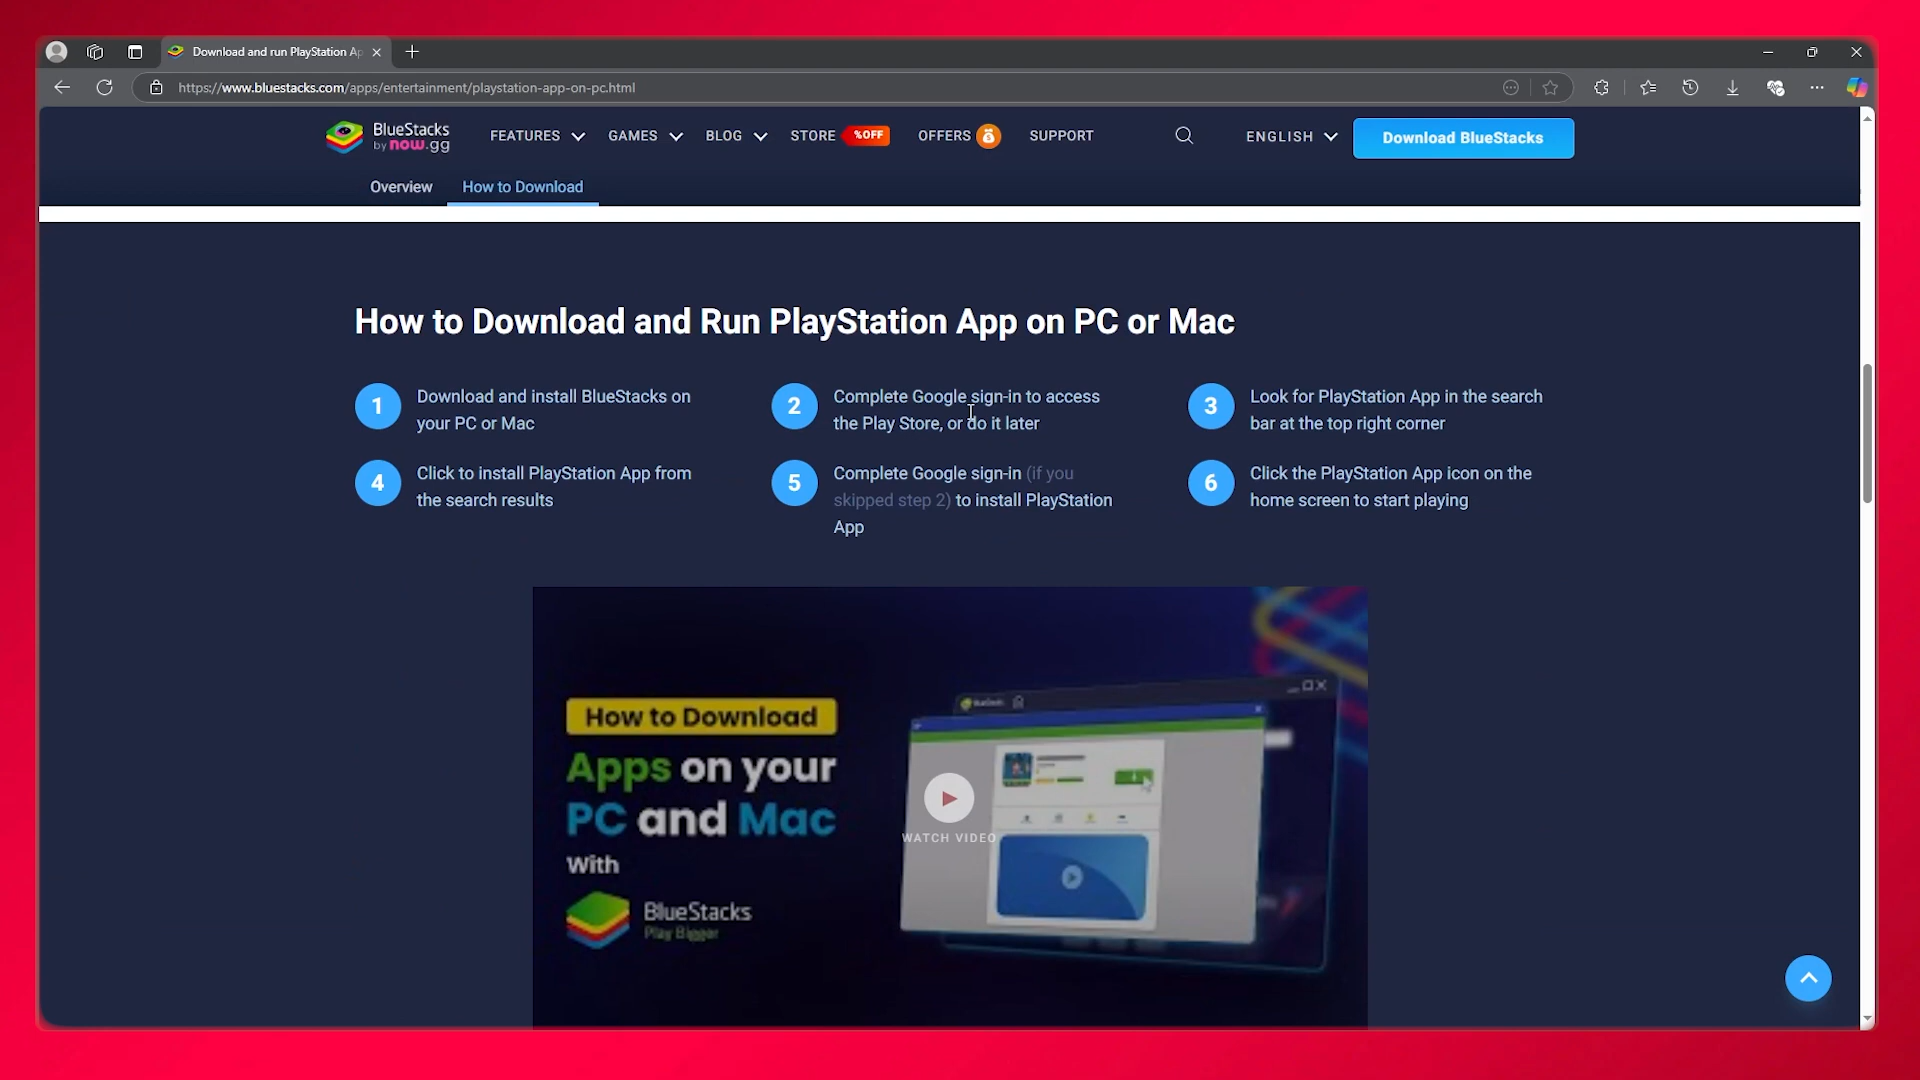 Download and run PlayStation Ap
https://www.bluestacks.com/apps/entertainment/playstation-app-on-pc.html
BlueStacks
by now.gg
FEATURES
GAMES
BLOG
STORE
%OFF
OFFERS
SUPPORT
ENGLISH
Download BlueStacks
Overview
How to Download
How to Download and Run PlayStation App on PC or Mac
1
Download and install BlueStacks on
your PC or Mac
2
Complete Google sign-in to access
the Play Store, or do it later
3
Look for PlayStation App in the search
bar at the top right corner
4
Click to install PlayStation App from
the search results
5
Complete Google sign-in (if you
skipped step 2) to install PlayStation
App
6
Click the PlayStation App icon on the
home screen to start playing
How to Download
Apps on your
PC and Mac
With
BlueStacks
Play Bigger
WATCH VIDEO